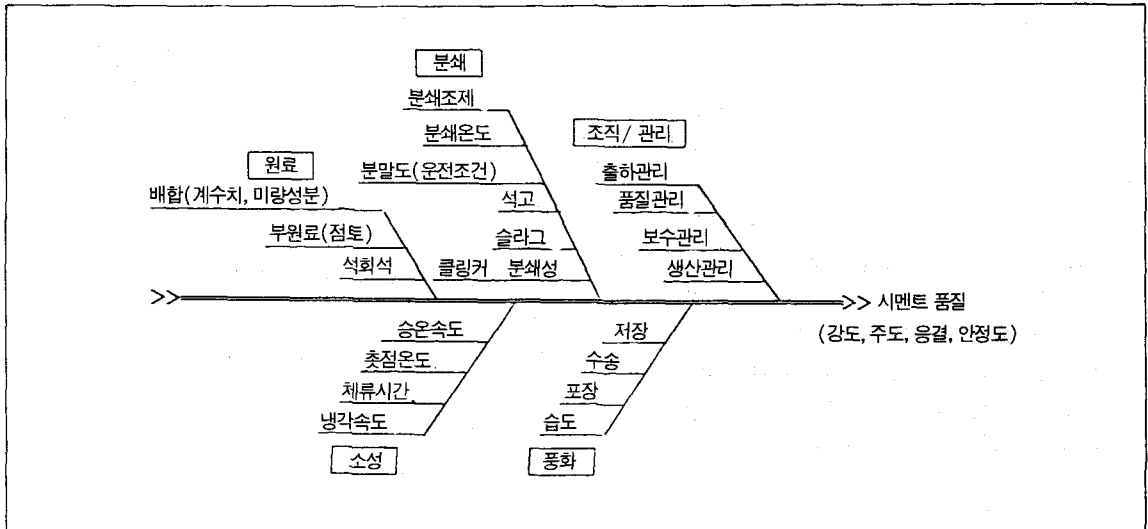 분쇄
분쇄조제
분쇄온도
분말도(운전조건)
석고
슬라그
클링커 분쇄성
조직/ 관리
출하관리
품질관리
보수관리
생산관리
원료
배합(계수치, 미량성분)
부원료(점토)
석회석
>> >> 시멘트 품질
(강도, 주도, 응결, 안정도)
승온속도
촛점온도
체류시간
냉각속도
소성
저장
수송
포장
습도
풍화